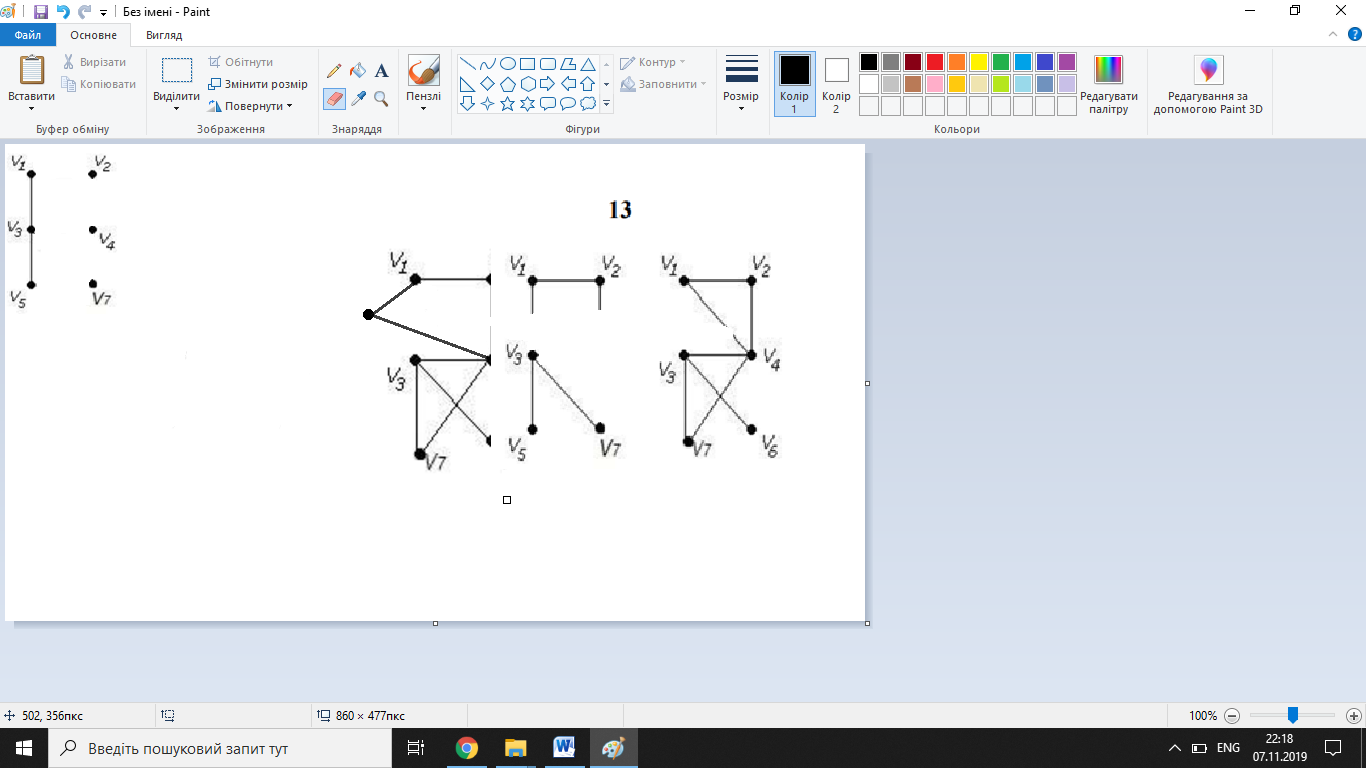 Без імені - Paint
Файл Основне Вигляд
Вставити
Вирізати
Копіювати
Буфер обміну
Виділити
Обітнути
Змінити розмір
Повернути
Зображення
A
Знаряддя
Пензлі
Контур
Заповнити
Фігури
Розмір
Колір
1
Колір
2
Редагувати
палітру
Кольори
Редагування за
допомогою Paint 3D
V1 V2
V3 V4
V5 V7
13
V1
V3
V7
V1 V2
V3
V5 V7
V1 V2
V3 V4
V7 V6
502, 356пкс
860 × 477пкс
100%
Введіть пошуковий запит тут
ENG
22:18
07.11.2019